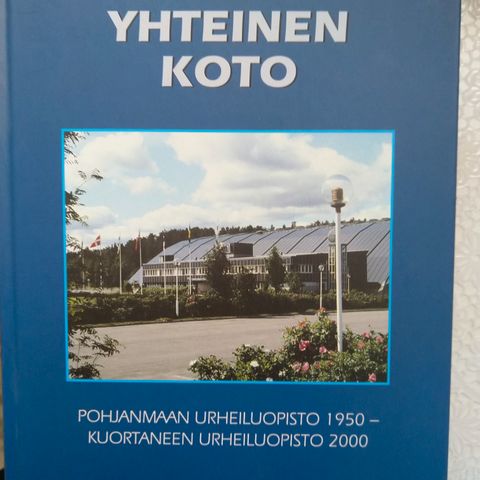 YHTEINEN
KOTO
POHJANMAAN URHEILUOPISTO 1950 –
KUORTANEEN URHEILUOPISTO 2000